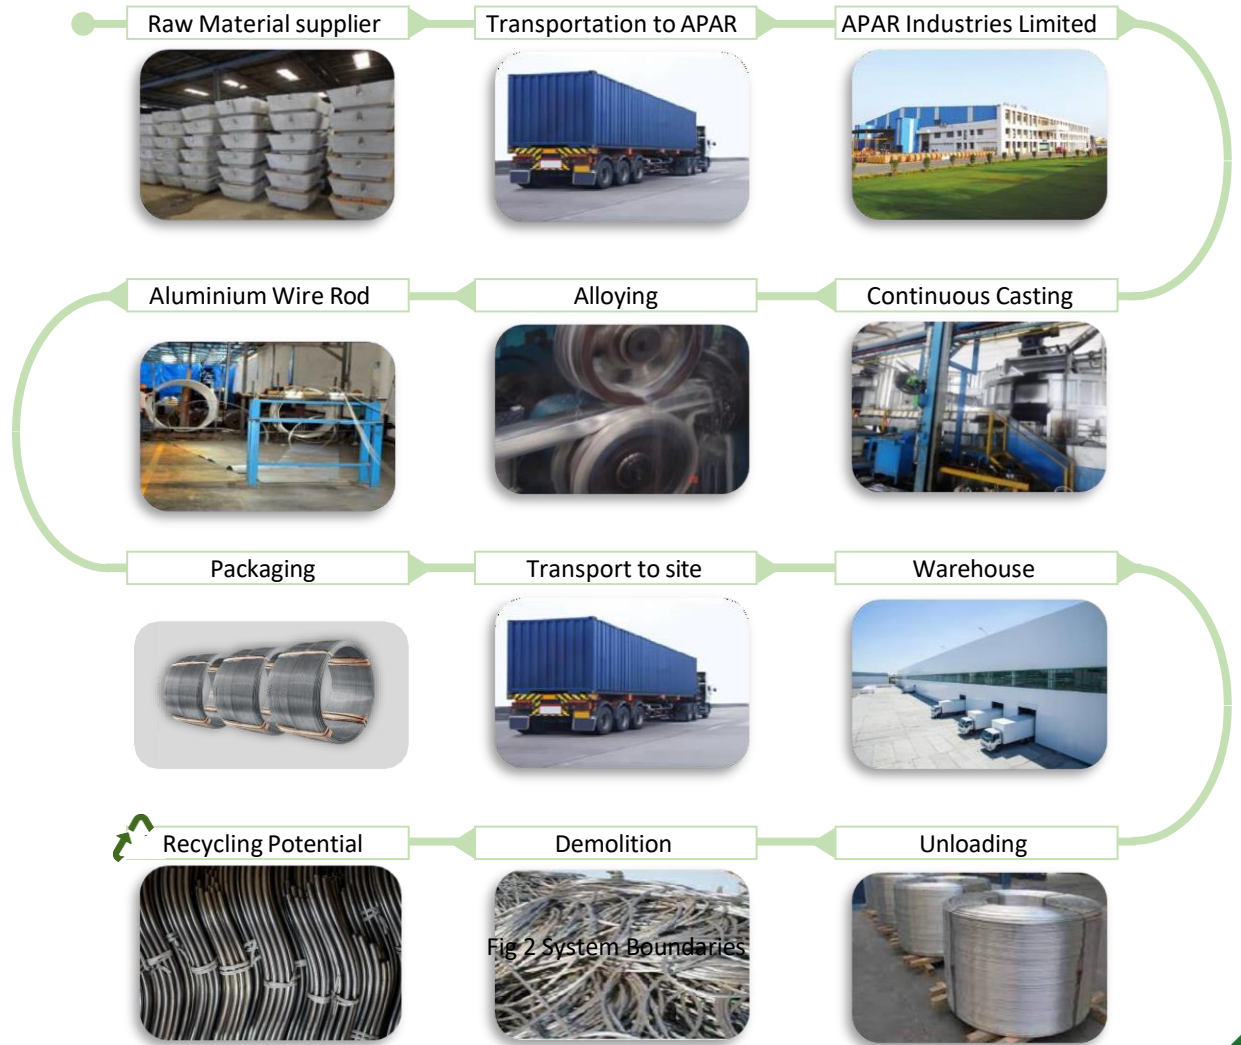 Raw Material supplier
Transportation to APAR
APAR Industries Limited
Aluminium Wire Rod
Alloying
Continuous Casting
Packaging
Transport to site
Warehouse
Recycling Potential
Demolition
Unloading
Fig 2 System Boundaries